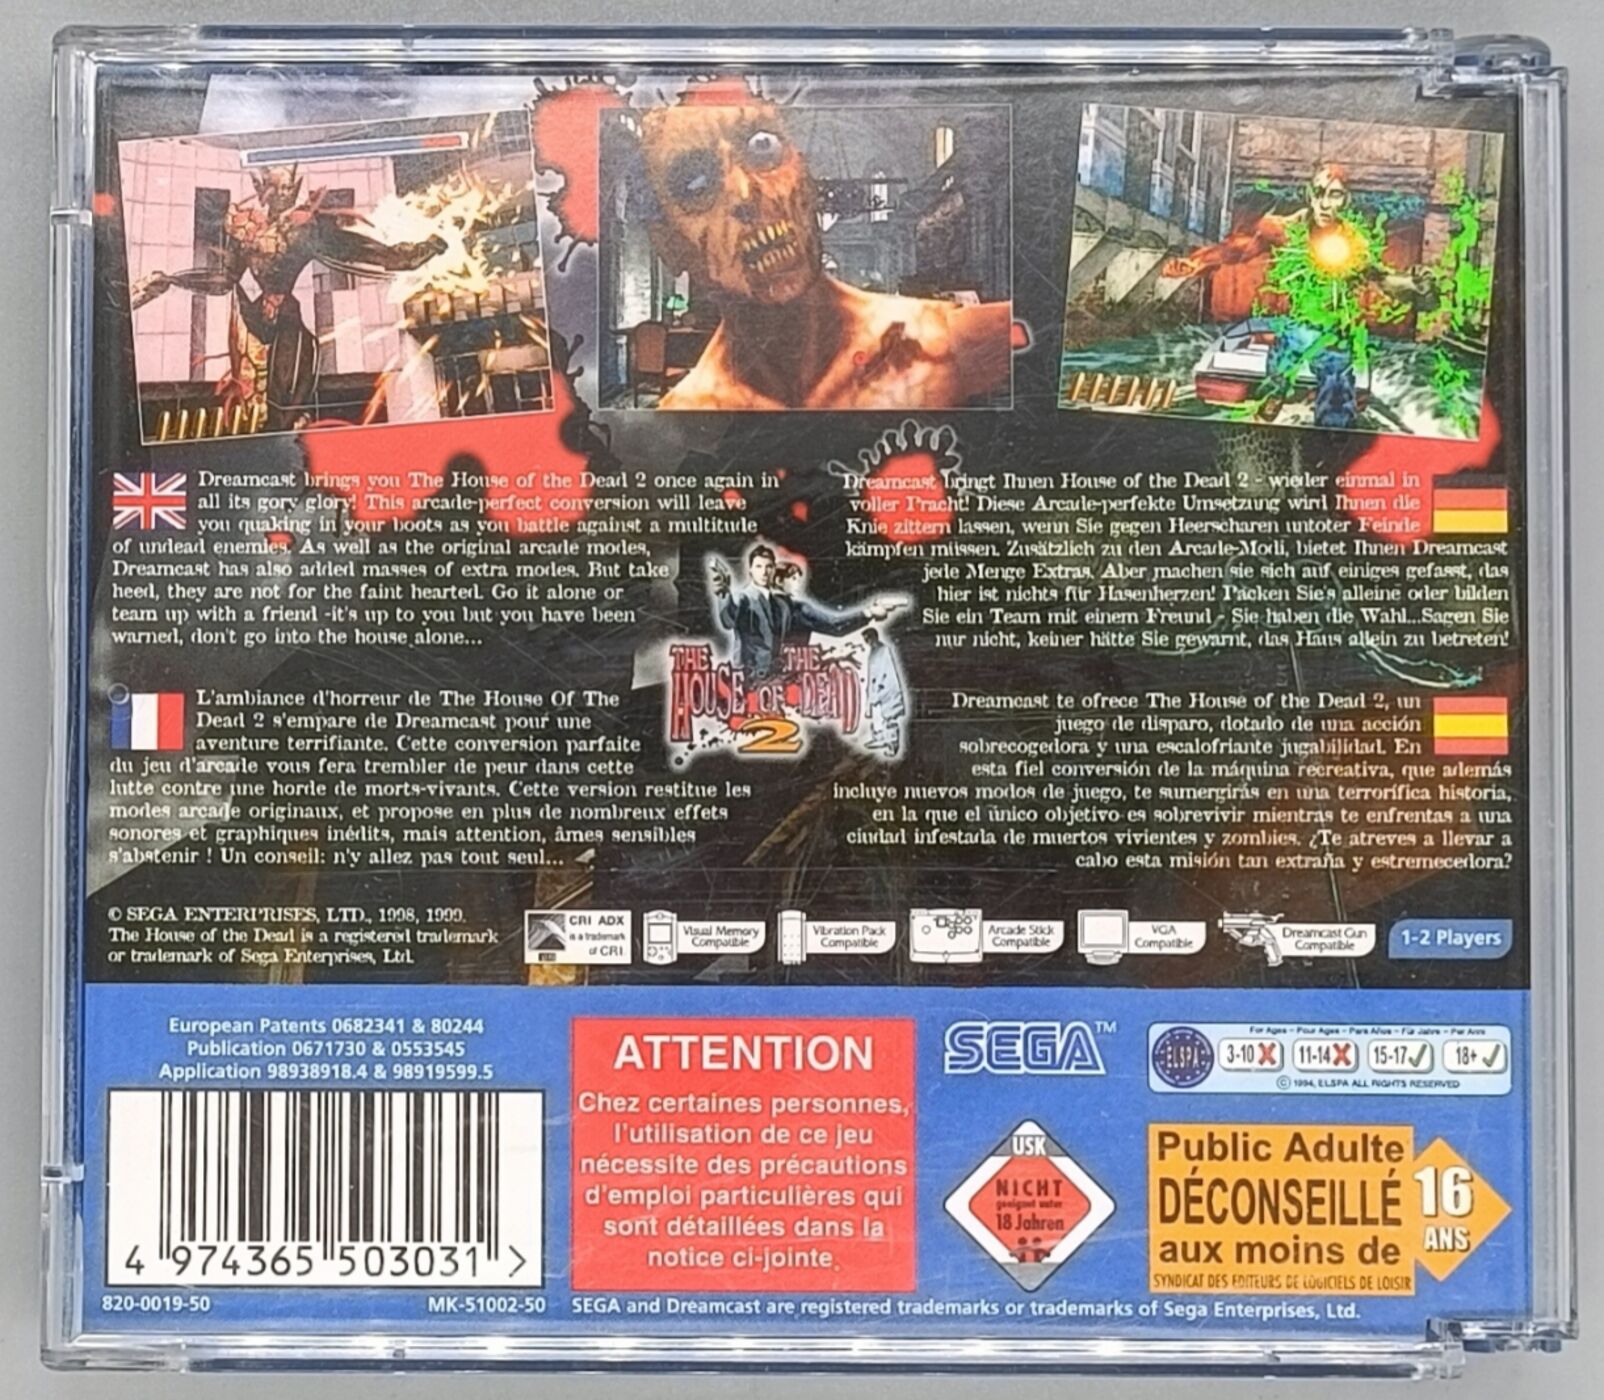 Dreamcast brings you The House of the Dead 2 once again in
all its gory glory! This arcade-perfect conversion will leave
you quaking in your boots as you battle against a multitude
of undead enemies. As well as the original arcade modes,
Dreamcast has also added masses of extra modes. But take
heed, they are not for the faint hearted. Go it alone or
team up with a friend -it's up to you but you have been
warned, don't go into the house alone...
Dreamcast bringt Ihnen House of the Dead 2 - wieder einmal in
voller Pracht! Diese Arcade-perfekte Umsetzung wird Ihnen die
Knie zittern lassen, wenn Sie gegen Heerscharen untoter Feinde
kämpfen müssen. Zusätzlich zu den Arcade-Modi, bietet Ihnen Dreamcast
jede Menge Extras. Aber machen sie sich auf einiges gefasst, das
hier ist nichts für Hasenherzen! Packen Sie's alleine oder bilden
Sie ein Team mit einem Freund - Sie haben die Wahl...Sagen Sie
nur nicht, keiner hätte Sie gewarnt, das Haus allein zu betreten!
THE HOUSE OF THE DEAD
2
L'ambiance d'horreur de The House Of The
Dead 2 s'empare de Dreamcast pour une
aventure terrifiante. Cette conversion parfaite
du jeu d'arcade vous fera trembler de peur dans cette
lutte contre une horde de morts-vivants. Cette version restitue les
modes arcade originaux, et propose en plus de nombreux effets
sonores et graphiques inédits, mais attention, âmes sensibles
s'abstenir ! Un conseil: n'y allez pas tout seul...
Dreamcast te ofrece The House of the Dead 2, un
juego de disparo, dotado de una acción
sobrecogedora y una escalofriante jugabilidad. En
esta fiel conversión de la máquina recreativa, que además
incluye nuevos modos de juego, te sumergirás en una terrorífica historia,
en la que el único objetivo es sobrevivir mientras te enfrentas a una
ciudad infestada de muertos vivientes y zombies. ¿Te atreves a llevar a
cabo esta misión tan extraña y estremecedora?
© SEGA ENTERPRISES, LTD., 1998, 1999.
The House of the Dead is a registered trademark
or trademark of Sega Enterprises, Ltd.
CRI ADX
is a trademark
of CRI
Visual Memory
Compatible
Vibration Pack
Compatible
Arcade Stick
Compatible
VGA
Compatible
Dreamcast Gun
Compatible
1-2 Players
European Patents 0682341 & 80244
Publication 0671730 & 0553545
Application 98938918.4 & 98919599.5
4 974365 503031 >
820-0019-50 MK-51002-50
ATTENTION
Chez certaines personnes,
l'utilisation de ce jeu
nécessite des précautions
d'emploi particulières qui
sont détaillées dans la
notice ci-jointe.
SEGA™
ELSPA
For Ages - Pour Ages - Para Años - Für Jahre - Per Anni
3-10 11-14 15-17 18+
© 1994, ELSPA ALL RIGHTS RESERVED
USK
NICHT
geeignet unter
18 Jahren
Public Adulte
DÉCONSEILLÉ
aux moins de
16
ANS
SYNDICAT DES EDITEURS DE LOGICIELS DE LOISIR
SEGA and Dreamcast are registered trademarks or trademarks of Sega Enterprises, Ltd.